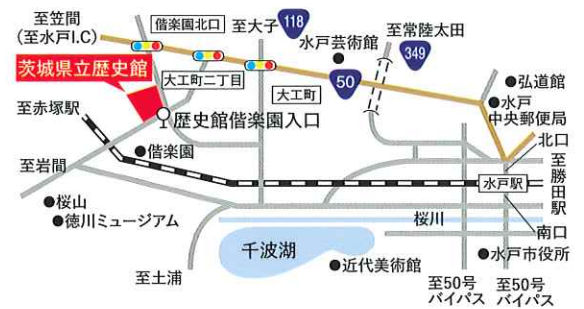 至笠間
(至水戸I.C)
偕楽園北口
至大子
118
水戸芸術館
至常陸太田
349
茨城県立歴史館
大工町二丁目
大工町
50
弘道館
水戸
中央郵便局
至赤塚駅
歴史館偕楽園入口
北口
偕楽園
至岩間
至勝田駅
水戸駅
桜山
徳川ミュージアム
桜川
南口
千波湖
水戸市役所
近代美術館
至土浦
至50号
バイパス
至50号
バイパス